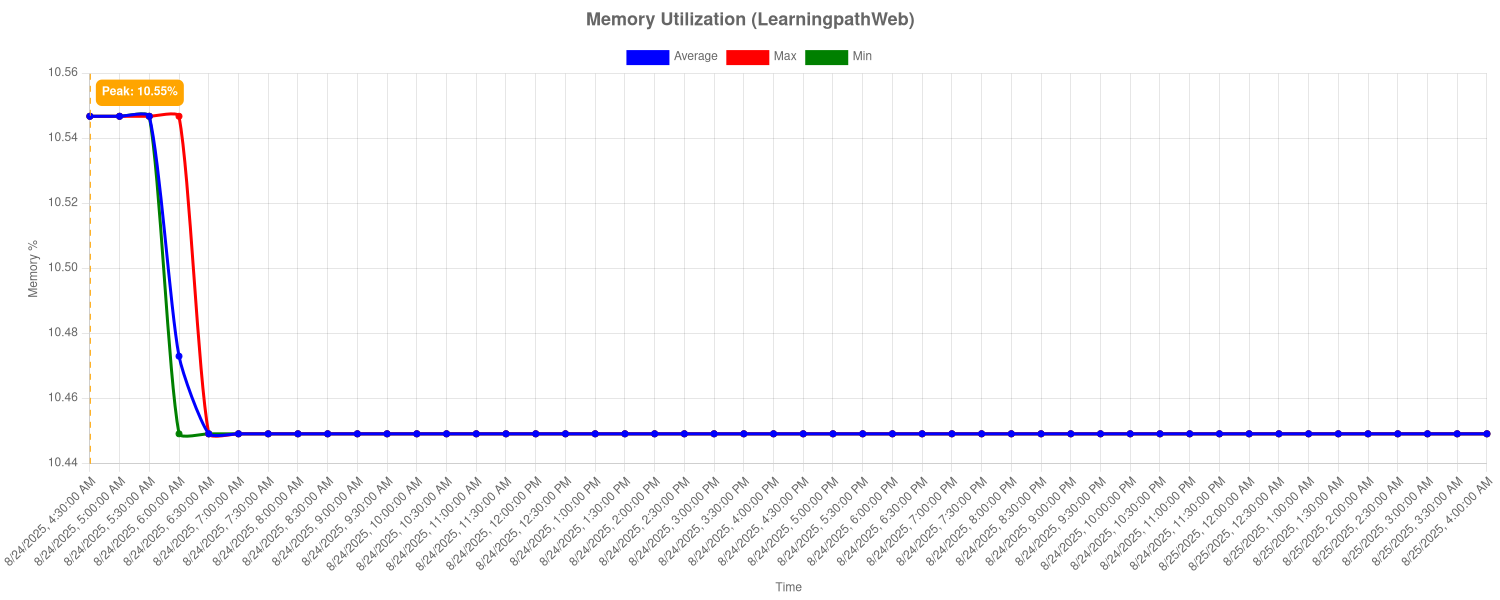 Memory Utilization (LearningpathWeb)
Average Max Min
10.56
Peak: 10.55%
10.54
10.52
10.50
10.48
10.46
10.44
Memory %
8/24/2025, 4:30:00 AM
8/24/2025, 5:00:00 AM
8/24/2025, 5:30:00 AM
8/24/2025, 6:00:00 AM
8/24/2025, 6:30:00 AM
8/24/2025, 7:00:00 AM
8/24/2025, 7:30:00 AM
8/24/2025, 8:00:00 AM
8/24/2025, 8:30:00 AM
8/24/2025, 9:00:00 AM
8/24/2025, 9:30:00 AM
8/24/2025, 10:00:00 AM
8/24/2025, 10:30:00 AM
8/24/2025, 11:00:00 AM
8/24/2025, 11:30:00 AM
8/24/2025, 12:00:00 PM
8/24/2025, 12:30:00 PM
8/24/2025, 1:00:00 PM
8/24/2025, 1:30:00 PM
8/24/2025, 2:00:00 PM
8/24/2025, 2:30:00 PM
8/24/2025, 3:00:00 PM
8/24/2025, 3:30:00 PM
8/24/2025, 4:00:00 PM
8/24/2025, 4:30:00 PM
8/24/2025, 5:00:00 PM
8/24/2025, 5:30:00 PM
8/24/2025, 6:00:00 PM
8/24/2025, 6:30:00 PM
8/24/2025, 7:00:00 PM
8/24/2025, 7:30:00 PM
8/24/2025, 8:00:00 PM
8/24/2025, 8:30:00 PM
8/24/2025, 9:00:00 PM
8/24/2025, 9:30:00 PM
8/24/2025, 10:00:00 PM
8/24/2025, 10:30:00 PM
8/24/2025, 11:00:00 PM
8/24/2025, 11:30:00 PM
8/25/2025, 12:00:00 AM
8/25/2025, 12:30:00 AM
8/25/2025, 1:00:00 AM
8/25/2025, 1:30:00 AM
8/25/2025, 2:00:00 AM
8/25/2025, 2:30:00 AM
8/25/2025, 3:00:00 AM
8/25/2025, 3:30:00 AM
8/25/2025, 4:00:00 AM
Time